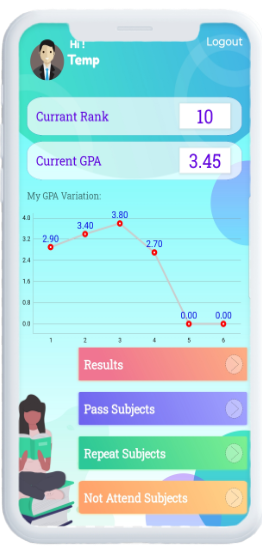 Hi !
Logout
Temp
Currant Rank
10
Current GPA
3.45
My GPA Variation:
4.0
3.2
2.4
1.6
0.8
0.0
2.90
3.40
3.80
2.70
0.00
0.00
1 2 3 4 5 6
Results
Pass Subjects
Repeat Subjects
Not Attend Subjects